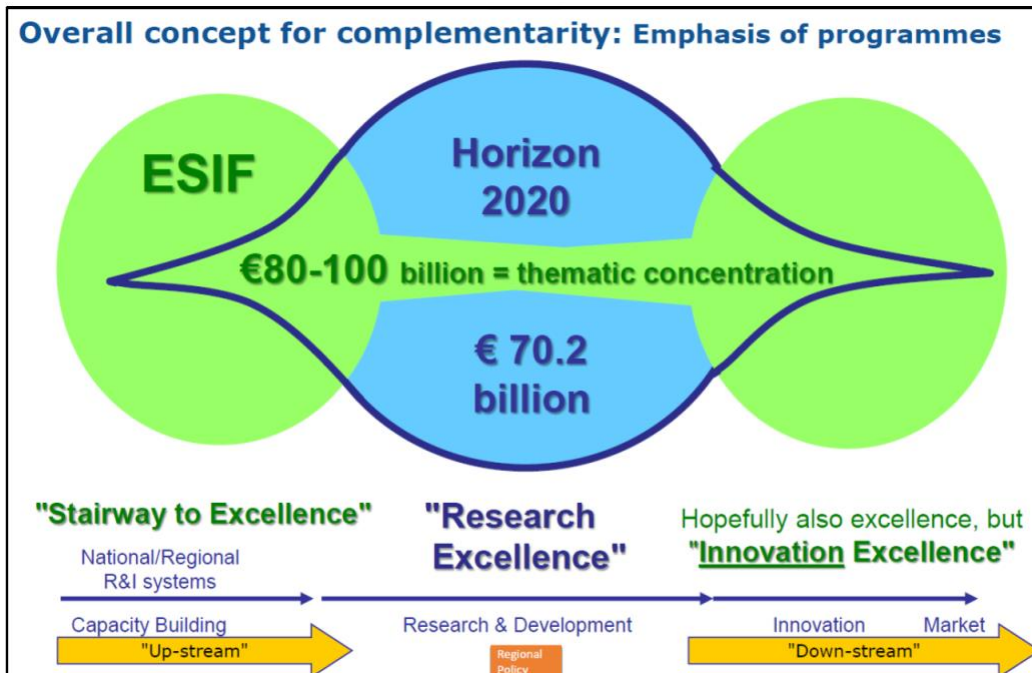 Overall concept for complementarity: Emphasis of programmes
ESIF
Horizon
2020
€80-100 billion = thematic concentration
€ 70.2
billion
"Stairway to Excellence"
National/Regional
R&I systems
Capacity Building
"Up-stream"
"Research
Excellence"
Research & Development
Regional
Policy
Hopefully also excellence, but
"Innovation Excellence"
Innovation Market
"Down-stream"